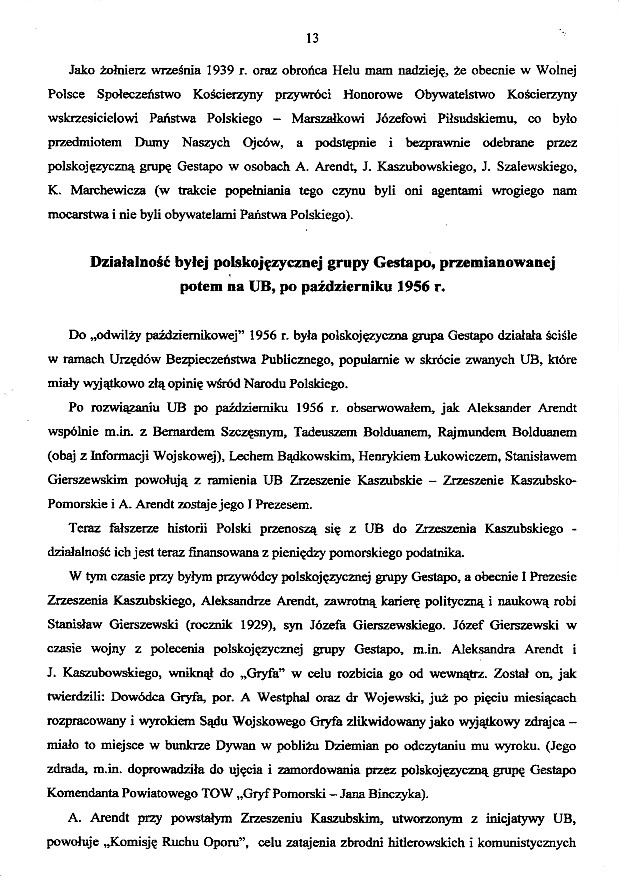 13
Jako żołnierz września 1939 r. oraz obrońca Helu mam nadzieję, że obecnie w Wolnej
Polsce Społeczeństwo Kościerzyny przywróci Honorowe Obywatelstwo Kościerzyny
wskrzesicielowi Państwa Polskiego – Marszałkowi Józefowi Piłsudskiemu, co było
przedmiotem Dumy Naszych Ojców, a podstępnie i bezprawnie odebrane przez
polskojęzyczną grupę Gestapo w osobach A. Arendt, J. Kaszubowskiego, J. Szalewskiego,
K. Marchewicza (w trakcie popełniania tego czynu byli oni agentami wrogiego nam
mocarstwa i nie byli obywatelami Państwa Polskiego).
Działalność byłej polskojęzycznej grupy Gestapo, przemianowanej
potem na UB, po październiku 1956 r.
Do „odwilży październikowej” 1956 r. była polskojęzyczna grupa Gestapo działała ściśle
w ramach Urzędów Bezpieczeństwa Publicznego, popularnie w skrócie zwanych UB, które
miały wyjątkowo złą opinię wśród Narodu Polskiego.
Po rozwiązaniu UB po październiku 1956 r. obserwowałem, jak Aleksander Arendt
wspólnie m.in. z Bernardem Szczęsnym, Tadeuszem Bolduanem, Rajmundem Bolduanem
(obaj z Informacji Wojskowej), Lechem Bądkowskim, Henrykiem Łukowiczem, Stanisławem
Gierszewskim powołują z ramienia UB Zrzeszenie Kaszubskie – Zrzeszenie Kaszubsko-
Pomorskie i A. Arendt zostaje jego I Prezesem.
Teraz fałszerze historii Polski przenoszą się z UB do Zrzeszenia Kaszubskiego -
działalność ich jest teraz finansowana z pieniędzy pomorskiego podatnika.
W tym czasie przy byłym przywódcy polskojęzycznej grupy Gestapo, a obecnie I Prezesie
Zrzeszenia Kaszubskiego, Aleksandrze Arendt, zawrotną karierę polityczną i naukową robi
Stanisław Gierszewski (rocznik 1929), syn Józefa Gierszewskiego. Józef Gierszewski w
czasie wojny z polecenia polskojęzycznej grupy Gestapo, m.in. Aleksandra Arendt i
J. Kaszubowskiego, wniknął do „Gryfa” w celu rozbicia go od wewnątrz. Został on, jak
twierdzili: Dowódca Gryfa, por. A Westphal oraz dr Wojewski, już po pięciu miesiącach
rozpracowany i wyrokiem Sądu Wojskowego Gryfa zlikwidowany jako wyjątkowy zdrajca –
miało to miejsce w bunkrze Dywan w pobliżu Dziemian po odczytaniu mu wyroku. (Jego
zdrada, m.in. doprowadziła do ujęcia i zamordowania przez polskojęzyczną grupę Gestapo
Komendanta Powiatowego TOW „Gryf Pomorski – Jana Binczyka).
A. Arendt przy powstałym Zrzeszeniu Kaszubskim, utworzonym z inicjatywy UB,
powołuje „Komisję Ruchu Oporu”, celu zatajenia zbrodni hitlerowskich i komunistycznych